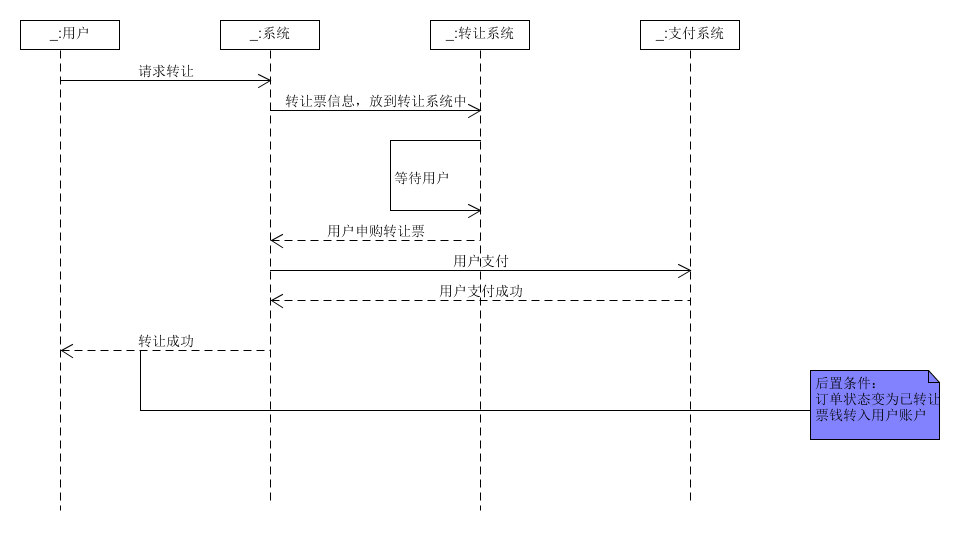 _:用户
_:系统
_:转让系统
_:支付系统
请求转让
转让票信息，放到转让系统中
等待用户
用户申购转让票
用户支付
用户支付成功
转让成功
后置条件：
订单状态变为已转让
票钱转入用户账户